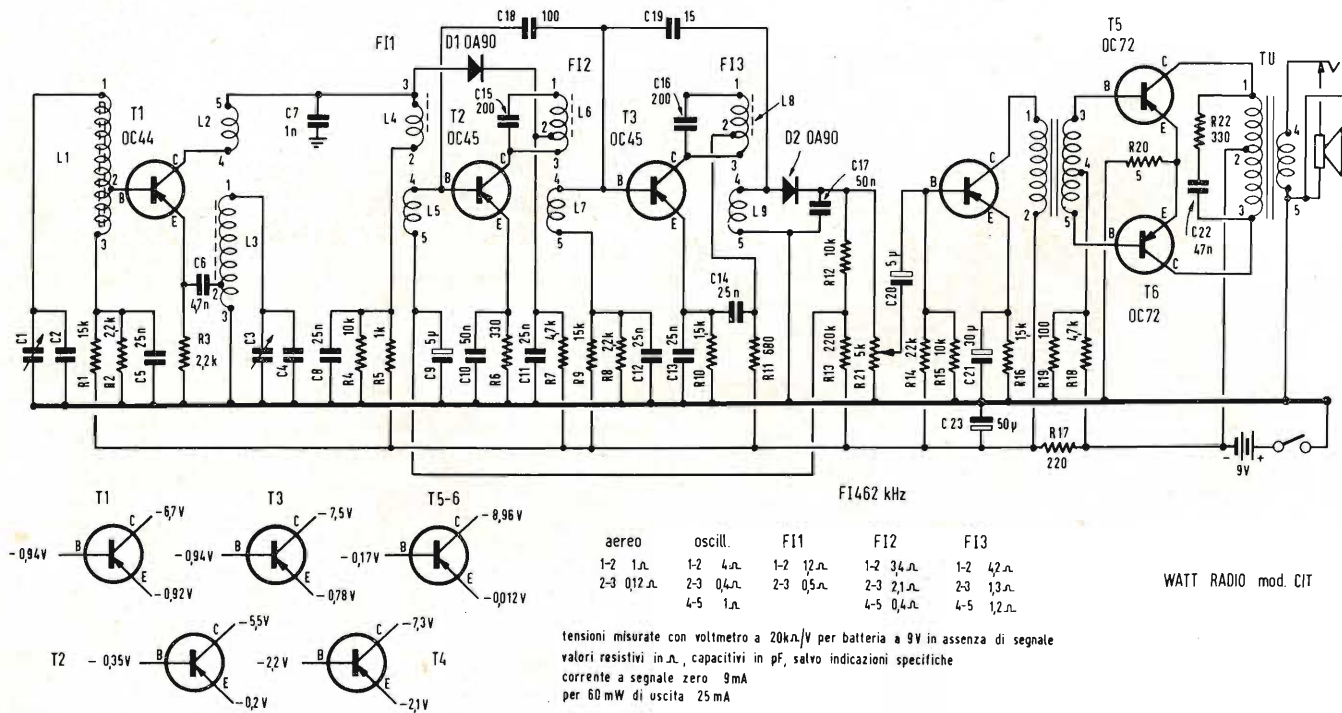 C18 100
C19 15
T5
OC72
FI1
D1 OA90
FI2
FI3
TU
T1
OC44
L1
L2
C7
1n
L4
T2
OC45
C15
200
L6
T3
OC45
C16
200
L8
D2 OA90
C17
50n
R22
330
R20
5
L3
L5
L7
L9
C6
4,7n
R3
2,2k
C14
25n
R12 10k
C20 5µ
C22
47n
T6
OC72
C1
C2
R1 15k
R2 2,2k
C5 25n
C3
C4
C8 25n
R4 10k
R5 1k
C9 5µ
C10 50n
R6 330
C11 25n
R7 4,7k
R9 15k
R8 2,2k
C12 25n
C13 25n
R10 1,5k
R11 680
R13 220k
R21 5k
R14 22k
R15 10k
C21 30µ
R16 1,5k
R19 100
R18 4,7k
C23 50µ
R17
220
- +
9V
FI 462 kHz
T1
-0,94V B C -6,7V
E -0,92V
T3
-0,94V B C -7,5V
E -0,78V
T5-6
-0,17V B C -8,96V
E -0,012V
T2
-0,35V B C -5,5V
E -0,2V
T4
-2,2V B C -7,3V
E -2,1V
aereo oscill. FI1 FI2 FI3
1-2 1Ω 1-2 4Ω 1-2 1,2Ω 1-2 3,4Ω 1-2 4,2Ω
2-3 0,12Ω 2-3 0,4Ω 2-3 0,5Ω 2-3 2,1Ω 2-3 1,3Ω
4-5 1Ω 4-5 0,4Ω 4-5 1,2Ω
WATT RADIO mod. C/T
tensioni misurate con voltmetro a 20kΩ/V per batteria a 9V in assenza di segnale
valori resistivi in Ω, capacitivi in pF, salvo indicazioni specifiche
corrente a segnale zero 9mA
per 60 mW di uscita 25mA